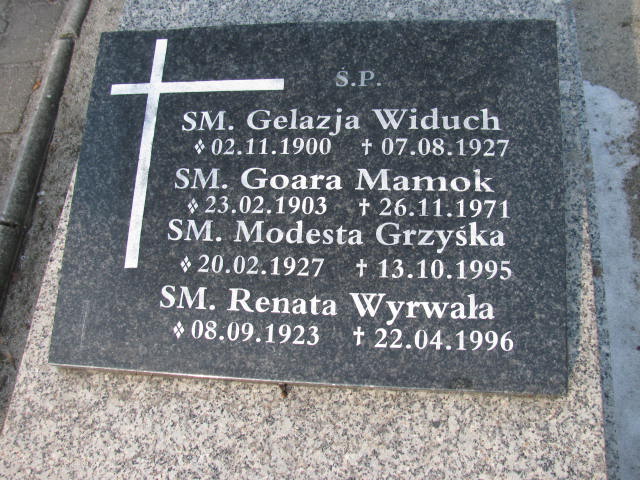 Ś.P.
SM. Gelazja Widuch
❖ 02.11.1900 † 07.08.1927
SM. Goara Mamok
❖ 23.02.1903 † 26.11.1971
SM. Modesta Grzyśka
❖ 20.02.1927 † 13.10.1995
SM. Renata Wyrwała
❖ 08.09.1923 † 22.04.1996